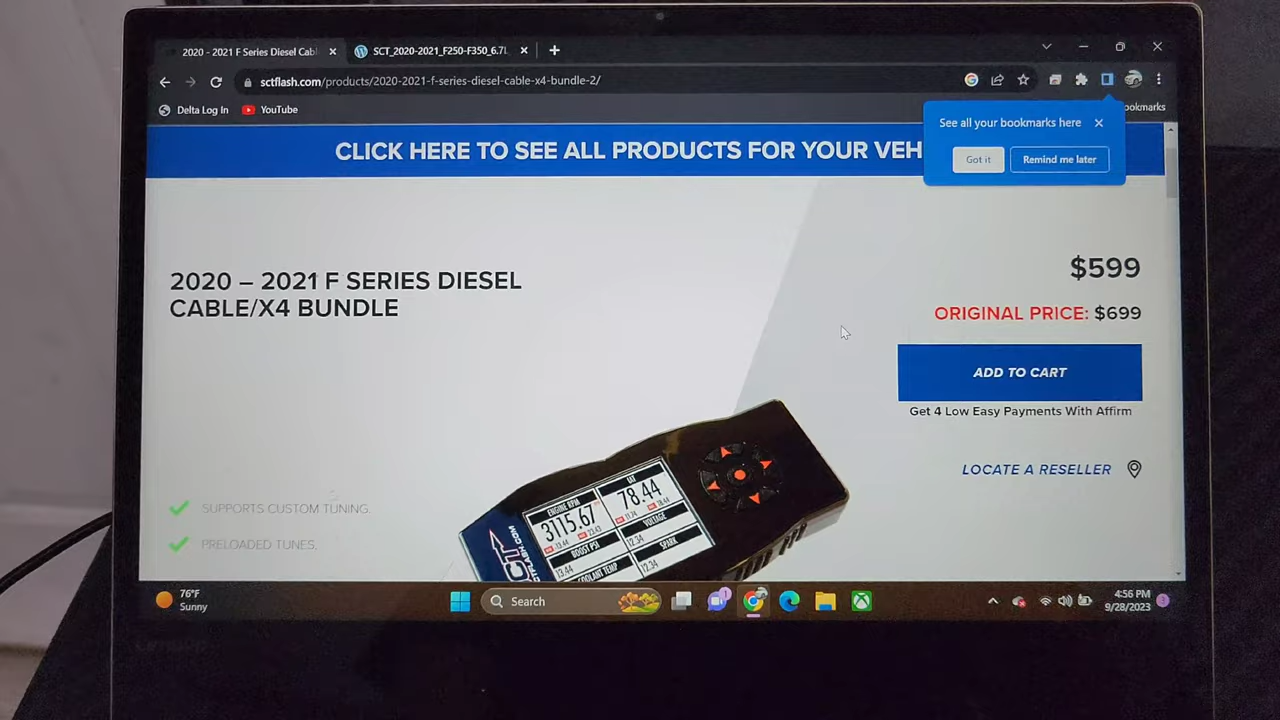 2020 - 2021 F Series Diesel Cabl
SCT_2020-2021_F250-F350_6.7L
sctflash.com/products/2020-2021-f-series-diesel-cable-x4-bundle-2/
Delta Log In
YouTube
ookmarks
See all your bookmarks here
Got it
Remind me later
CLICK HERE TO SEE ALL PRODUCTS FOR YOUR VEH
2020 – 2021 F SERIES DIESEL
CABLE/X4 BUNDLE
$599
ORIGINAL PRICE: $699
ADD TO CART
Get 4 Low Easy Payments With Affirm
LOCATE A RESELLER
SUPPORTS CUSTOM TUNING.
PRELOADED TUNES,
ENGINE RPM
3115.67
78.44
BOOST PSI
13.44
VOLTAGE
12.34
COOLANT TEMP
SPARK
12.34
SCTFLASH.COM
76°F
Sunny
Search
4:56 PM
9/28/2023